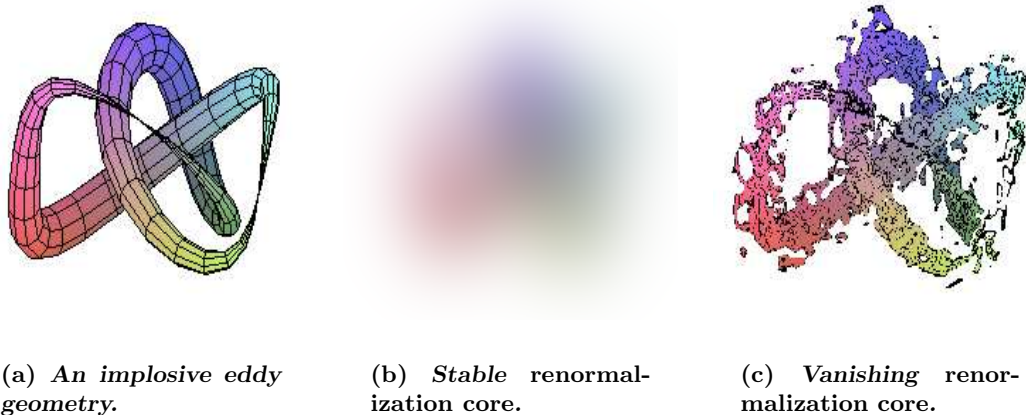 (a) An implosive eddy
geometry.
(b) Stable renormal-
ization core.
(c) Vanishing renor-
malization core.